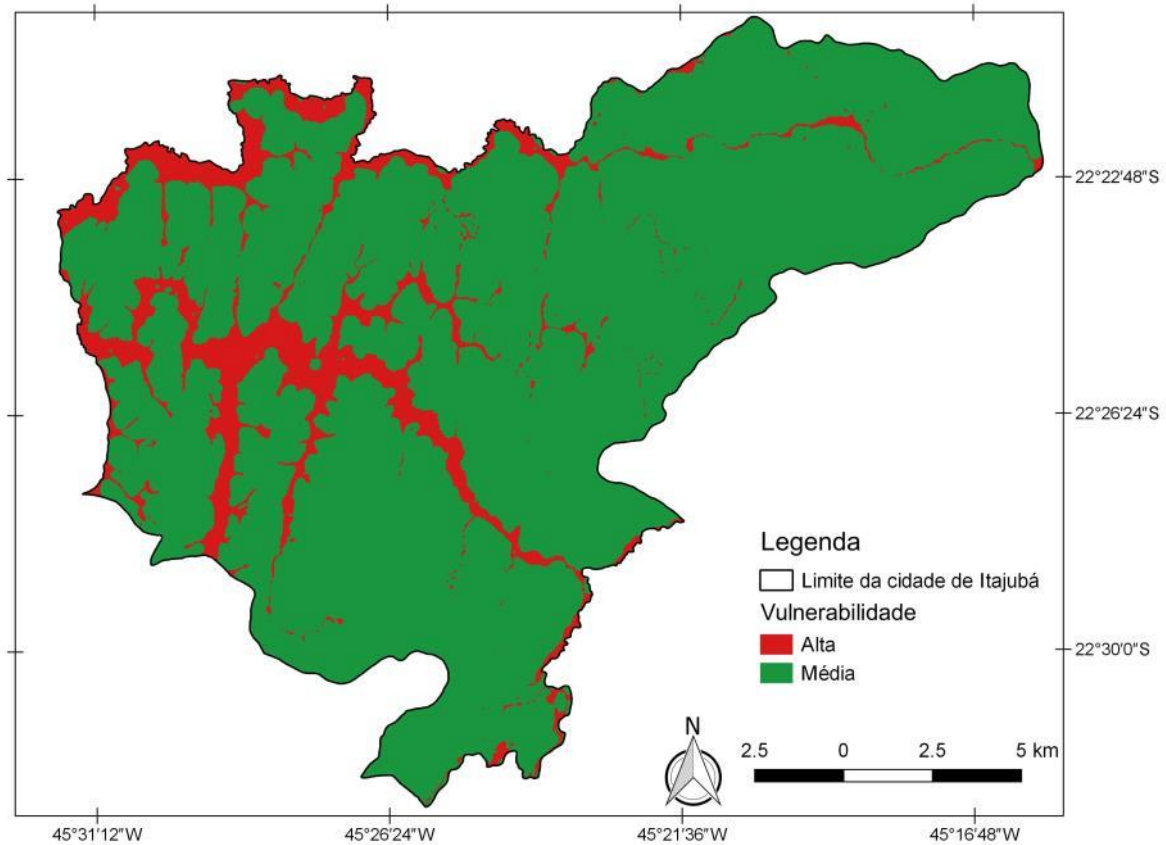 22°22'48"S
22°26'24"S
Legenda
Limite da cidade de Itajubá
Vulnerabilidade
Alta
Média
22°30'0"S
N
2.5 0 2.5 5 km
45°31'12"W 45°26'24"W 45°21'36"W 45°16'48"W